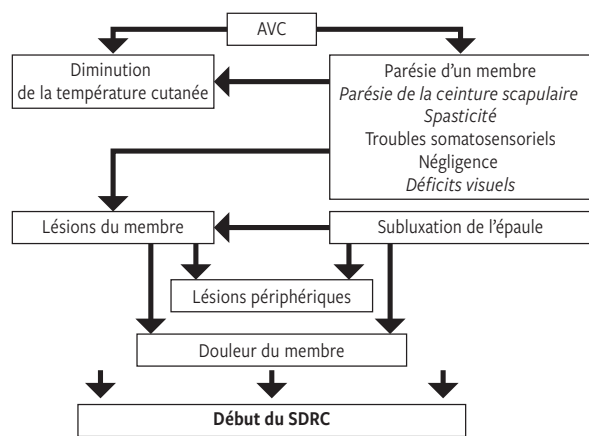 AVC
Diminution
de la température cutanée
Parésie d'un membre
Parésie de la ceinture scapulaire
Spasticité
Troubles somatosensoriels
Négligence
Déficits visuels
Lésions du membre
Subluxation de l'épaule
Lésions périphériques
Douleur du membre
Début du SDRC